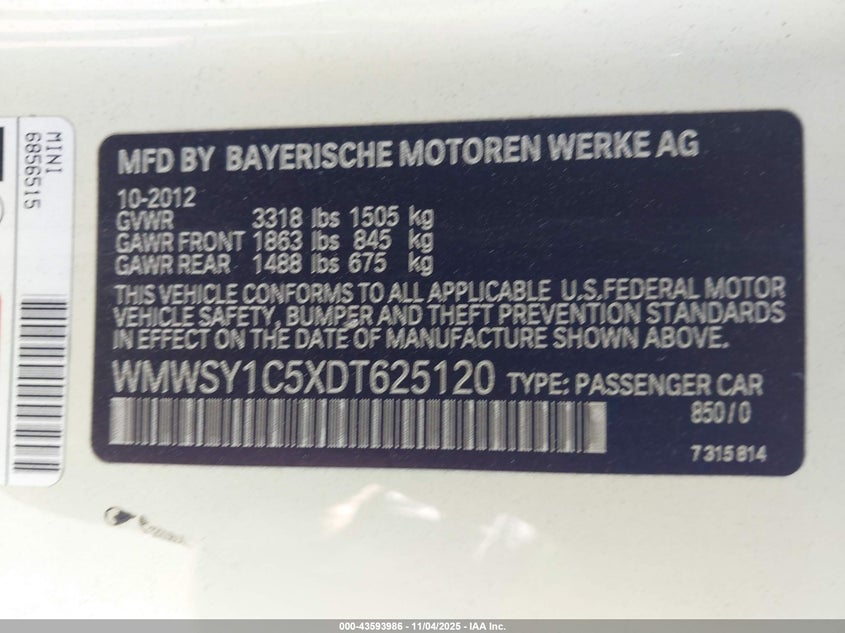 MINI
6856515
MFD BY BAYERISCHE MOTOREN WERKE AG
10-2012
GVWR 3318 lbs 1505 kg
GAWR FRONT 1863 lbs 845 kg
GAWR REAR 1488 lbs 675 kg
THIS VEHICLE CONFORMS TO ALL APPLICABLE U.S.FEDERAL MOTOR
VEHICLE SAFETY, BUMPER AND THEFT PREVENTION STANDARDS
IN EFFECT ON THE DATE OF MANUFACTURE SHOWN ABOVE.
WMWSY1C5XDT625120 TYPE: PASSENGER CAR
850/0
7315814
000-43593986 - 11/04/2025 - IAA Inc.